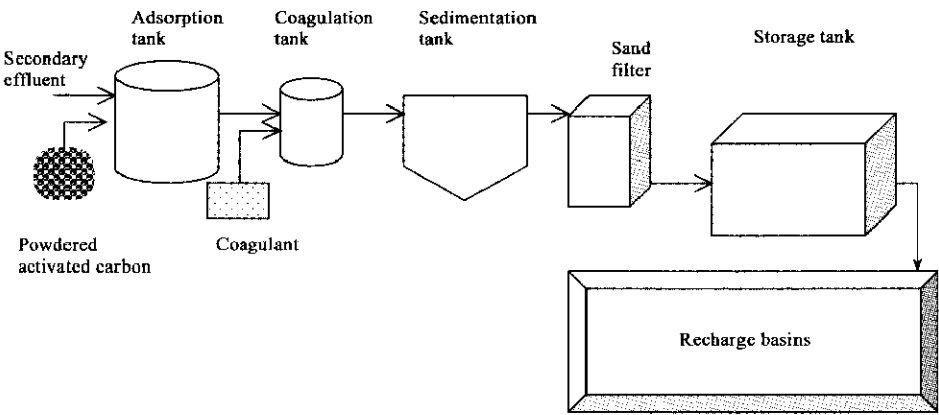 Adsorption
tank
Coagulation
tank
Sedimentation
tank
Sand
filter
Storage tank
Secondary
effluent
Powdered
activated carbon
Coagulant
Recharge basins